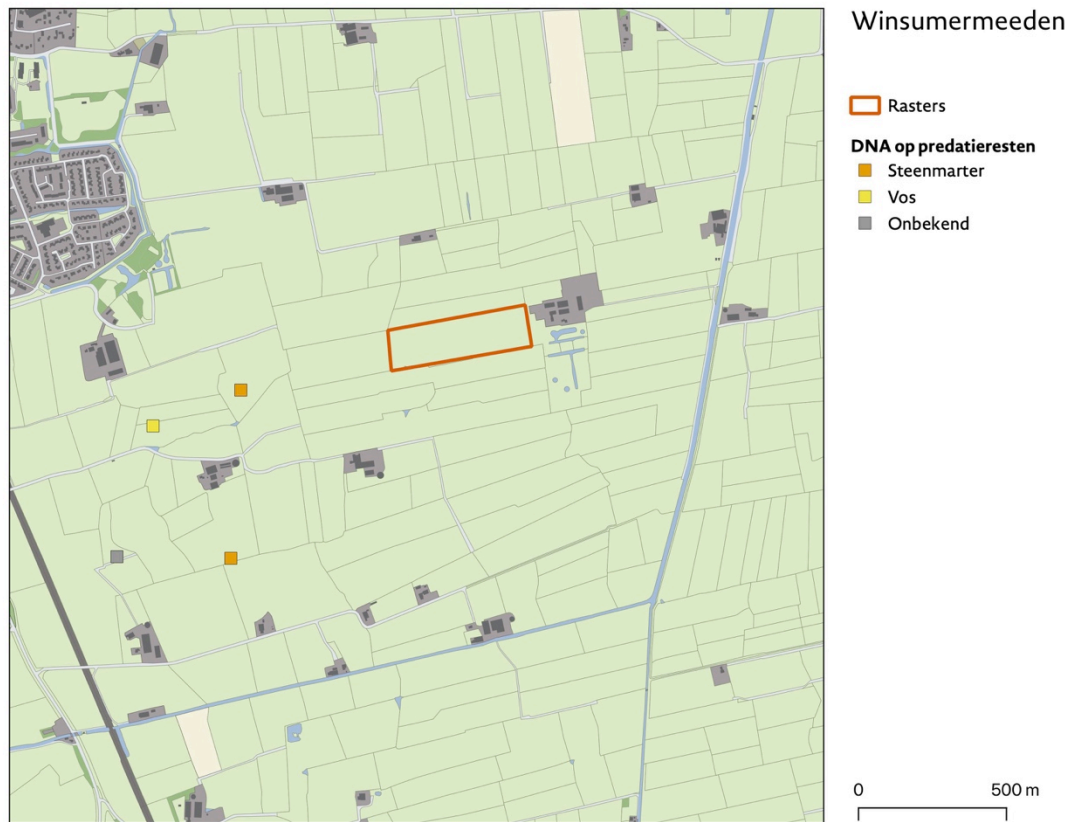 Winsumermeeden
Rasters
DNA op predatieresten
Steenmarter
Vos
Onbekend
0 500 m